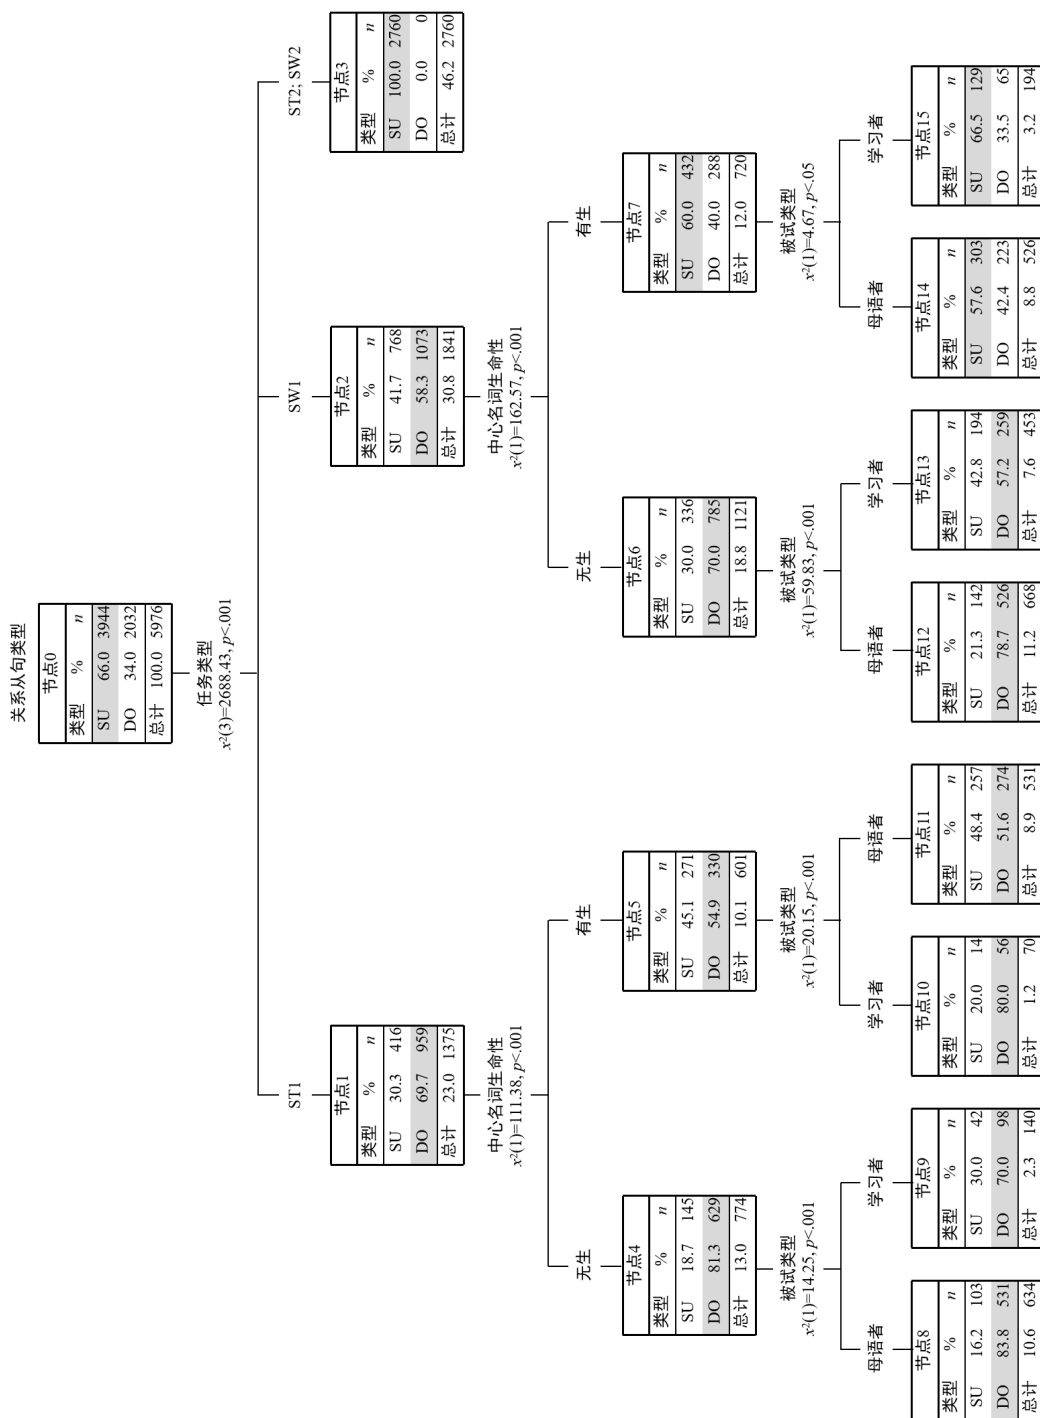 关系从句类型
节点0
类型 % n
SU 66.0 3944
DO 34.0 2032
总计 100.0 5976
任务类型
x²(3)=2688.43, p<.001
ST1
SW1
ST2; SW2
节点1
类型 % n
SU 30.3 416
DO 69.7 959
总计 23.0 1375
节点2
类型 % n
SU 41.7 768
DO 58.3 1073
总计 30.8 1841
节点3
类型 % n
SU 100.0 2760
DO 0.0 0
总计 46.2 2760
中心名词生命性
x²(1)=111.38, p<.001
中心名词生命性
x²(1)=162.57, p<.001
无生
有生
无生
有生
节点4
类型 % n
SU 18.7 145
DO 81.3 629
总计 13.0 774
节点5
类型 % n
SU 45.1 271
DO 54.9 330
总计 10.1 601
节点6
类型 % n
SU 30.0 336
DO 70.0 785
总计 18.8 1121
节点7
类型 % n
SU 60.0 432
DO 40.0 288
总计 12.0 720
被试类型
x²(1)=14.25, p<.001
被试类型
x²(1)=20.15, p<.001
被试类型
x²(1)=59.83, p<.001
被试类型
x²(1)=4.67, p<.05
母语者
学习者
学习者
母语者
母语者
学习者
母语者
学习者
节点8
类型 % n
SU 16.2 103
DO 83.8 531
总计 10.6 634
节点9
类型 % n
SU 30.0 42
DO 70.0 98
总计 2.3 140
节点10
类型 % n
SU 20.0 14
DO 80.0 56
总计 1.2 70
节点11
类型 % n
SU 48.4 257
DO 51.6 274
总计 8.9 531
节点12
类型 % n
SU 21.3 142
DO 78.7 526
总计 11.2 668
节点13
类型 % n
SU 42.8 194
DO 57.2 259
总计 7.6 453
节点14
类型 % n
SU 57.6 303
DO 42.4 223
总计 8.8 526
节点15
类型 % n
SU 66.5 129
DO 33.5 65
总计 3.2 194